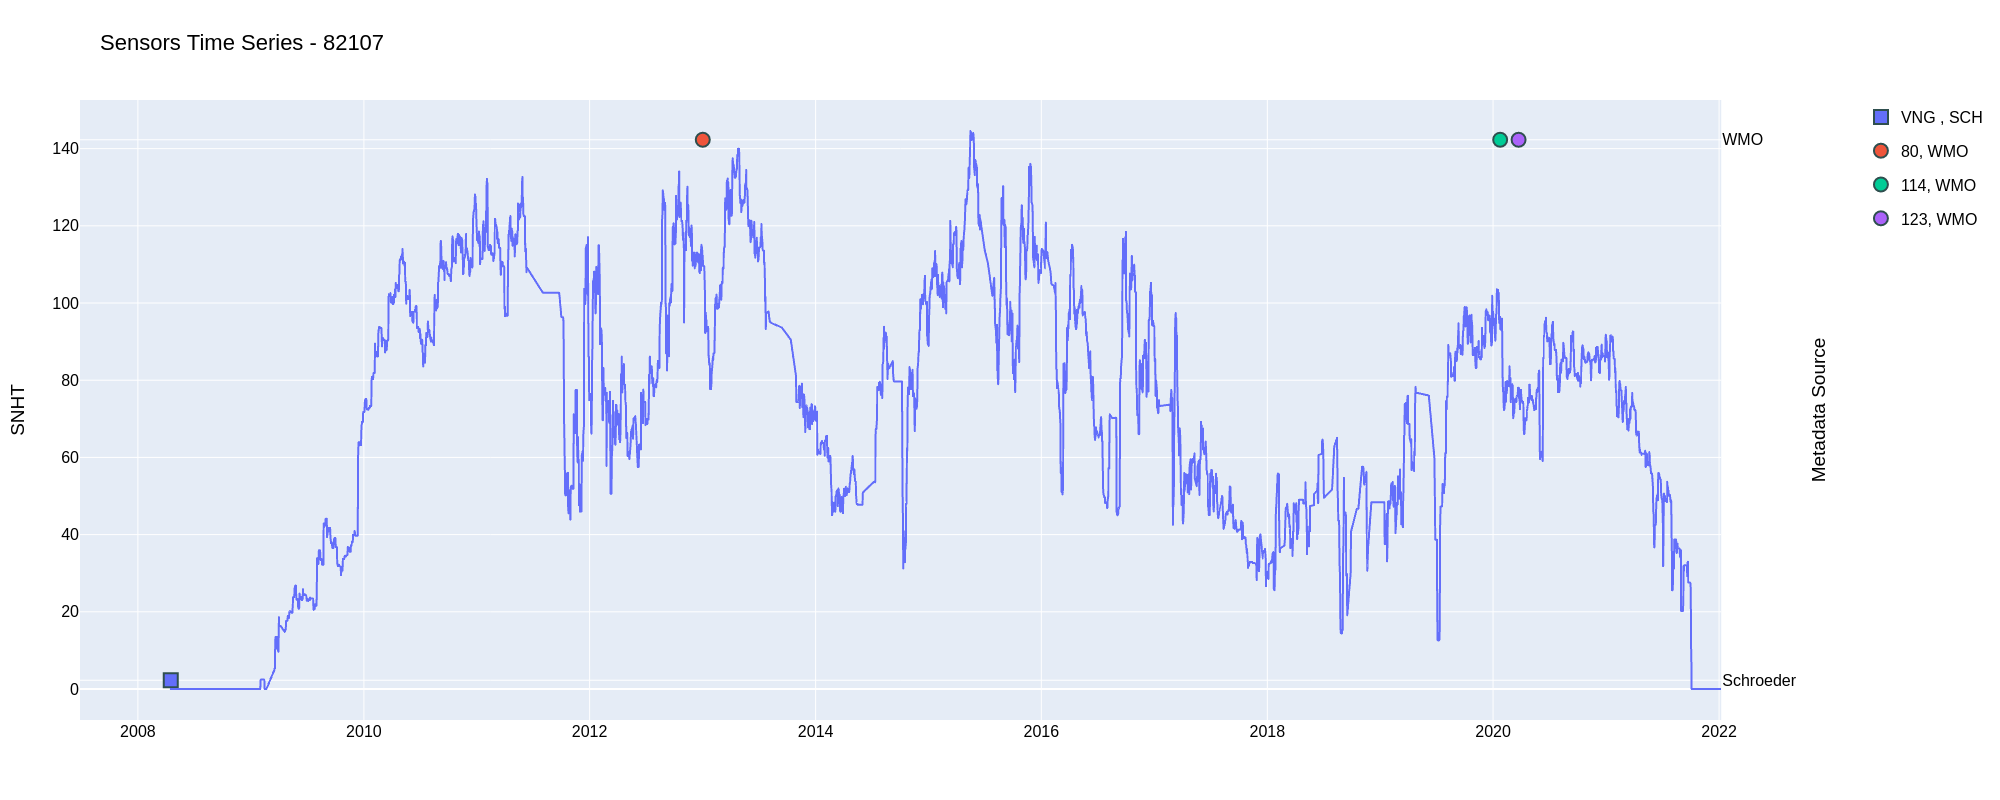 Sensors Time Series - 82107
VNG , SCH
80, WMO
114, WMO
123, WMO
SNHT
140
120
100
80
60
40
20
0
WMO
Schroeder
Metadata Source
2008
2010
2012
2014
2016
2018
2020
2022